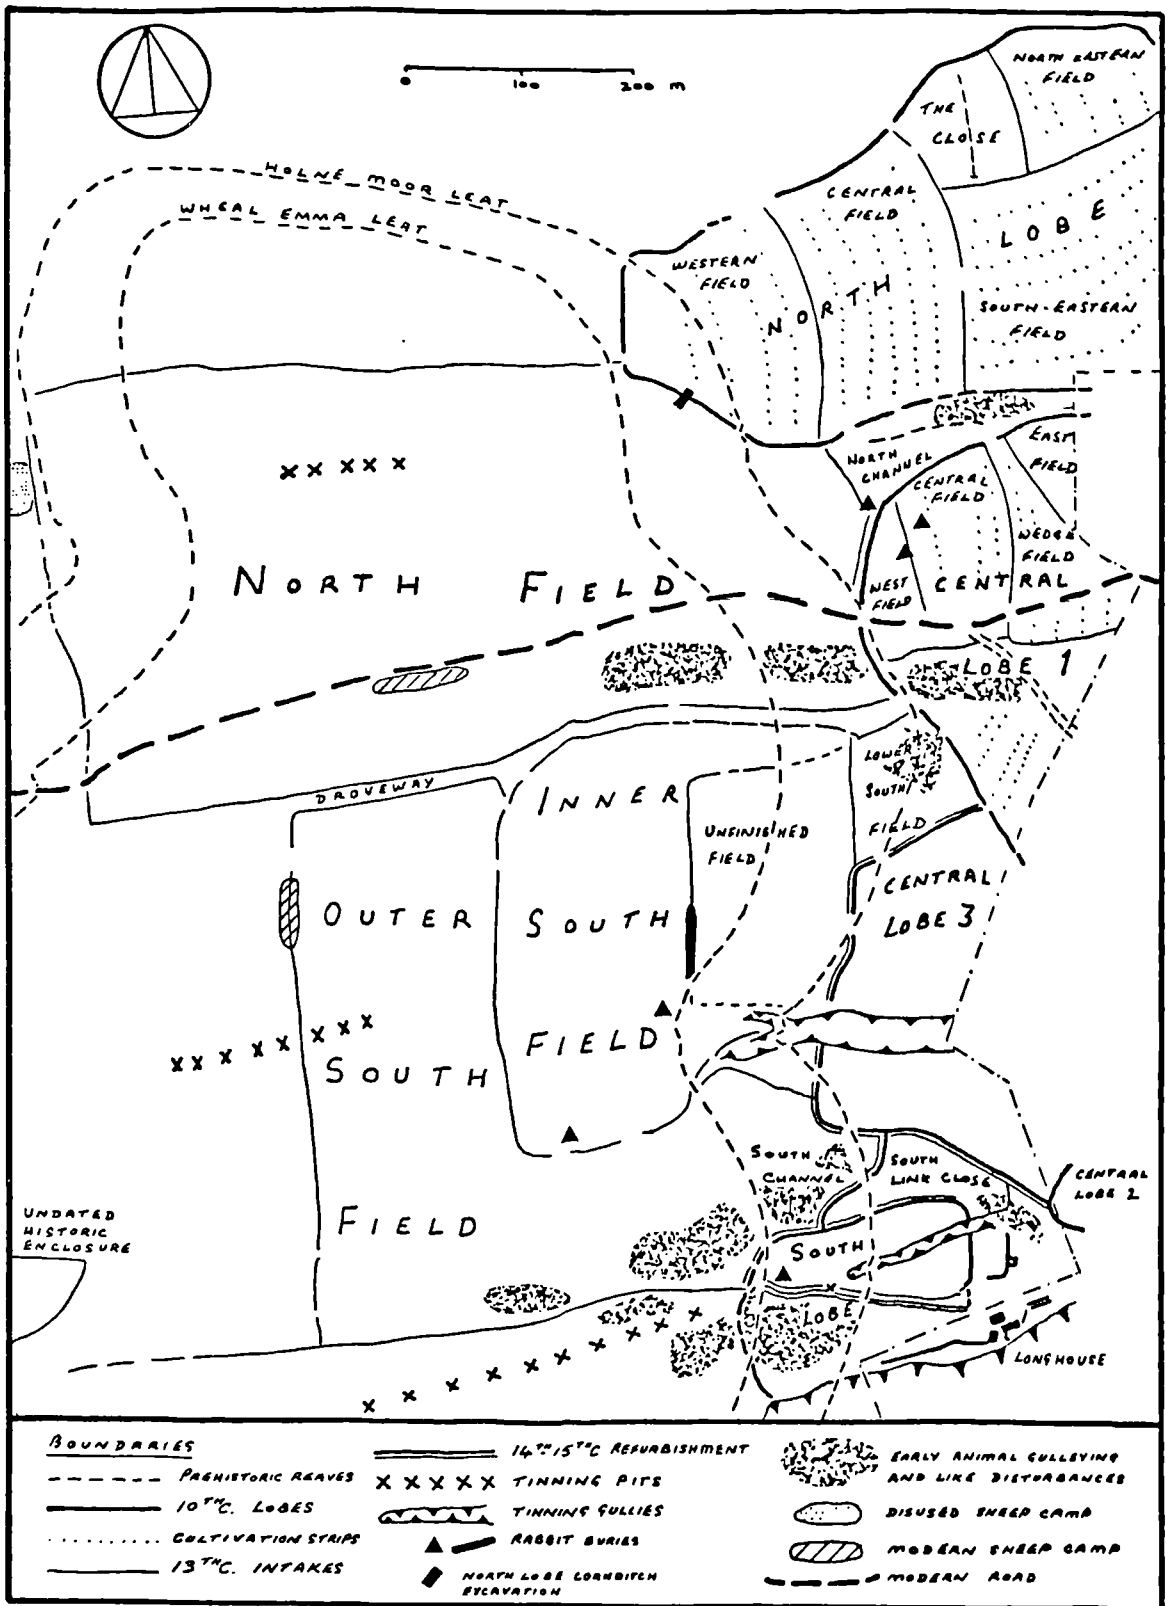 0 100 200 m
NORTH EASTERN
FIELD
THE
CLOSE
HOLNE MOOR LEAT
WHEAL EMMA LEAT
CENTRAL
FIELD
LOBE
WESTERN
FIELD
NORTH
SOUTH-EASTERN
FIELD
EAST
FIELD
NORTH
CHANNEL
CENTRAL
FIELD
WEDGE
FIELD
NORTH FIELD
WEST
FIELD
CENTRAL
LOBE 1
LOWER
SOUTH
FIELD
DROVEWAY
INNER
UNFINISHED
FIELD
CENTRAL
LOBE 3
OUTER
SOUTH
FIELD
SOUTH
FIELD
SOUTH
CHANNEL
SOUTH
LINK CLOSE
CENTRAL
LOBE 2
UNDATED
HISTORIC
ENCLOSURE
SOUTH
LOBE
LONGHOUSE
BOUNDARIES
PREHISTORIC REAVES
10THC. LOBES
CULTIVATION STRIPS
13THC. INTAKES
14TH-15THC REFURBISHMENT
TINNING PITS
TINNING GULLIES
RABBIT BURIES
NORTH LOBE CORNDITCH
EXCAVATION
EARLY ANIMAL GULLEYING
AND LIKE DISTURBANCES
DISUSED SHEEP CAMP
MODERN SHEEP CAMP
MODERN ROAD